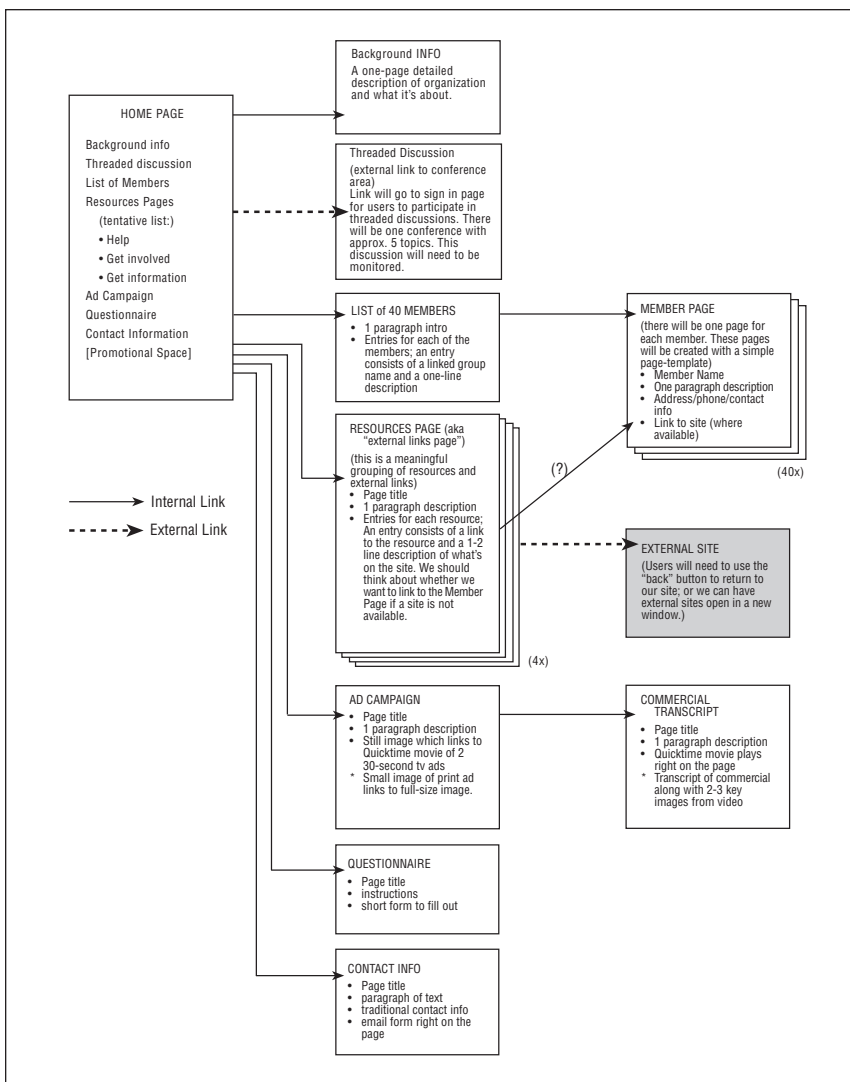 HOME PAGE
Background info
Threaded discussion
List of Members
Resources Pages
(tentative list:)
• Help
• Get involved
• Get information
Ad Campaign
Questionnaire
Contact Information
[Promotional Space]
Internal Link
External Link
Background INFO
A one-page detailed
description of organization
and what it's about.
Threaded Discussion
(external link to conference
area)
Link will go to sign in page
for users to participate in
threaded discussions. There
will be one conference with
approx. 5 topics. This
discussion will need to be
monitored.
LIST of 40 MEMBERS
• 1 paragraph intro
• Entries for each of the
members; an entry
consists of a linked group
name and a one-line
description
MEMBER PAGE
(there will be one page for
each member. These pages
will be created with a simple
page-template)
• Member Name
• One paragraph description
• Address/phone/contact
info
• Link to site (where
available)
(40x)
RESOURCES PAGE (aka
"external links page")
(this is a meaningful
grouping of resources and
external links)
• Page title
• 1 paragraph description
• Entries for each resource;
An entry consists of a link
to the resource and a 1-2
line description of what's
on the site. We should
think about whether we
want to link to the Member
Page if a site is not
available.
(4x)
(?)
EXTERNAL SITE
(Users will need to use the
"back" button to return to
our site; or we can have
external sites open in a new
window.)
AD CAMPAIGN
• Page title
• 1 paragraph description
• Still image which links to
Quicktime movie of 2
30-second tv ads
* Small image of print ad
links to full-size image.
COMMERCIAL
TRANSCRIPT
• Page title
• 1 paragraph description
• Quicktime movie plays
right on the page
* Transcript of commercial
along with 2-3 key
images from video
QUESTIONNAIRE
• Page title
• instructions
• short form to fill out
CONTACT INFO
• Page title
• paragraph of text
• traditional contact info
• email form right on the
page